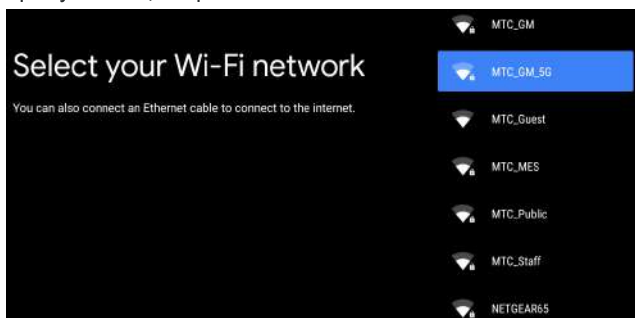 Select your Wi-Fi network
You can also connect an Ethernet cable to connect to the internet.
MTC_GM
MTC_GM_5G
MTC_Guest
MTC_MES
MTC_Public
MTC_Staff
NETGEAR65